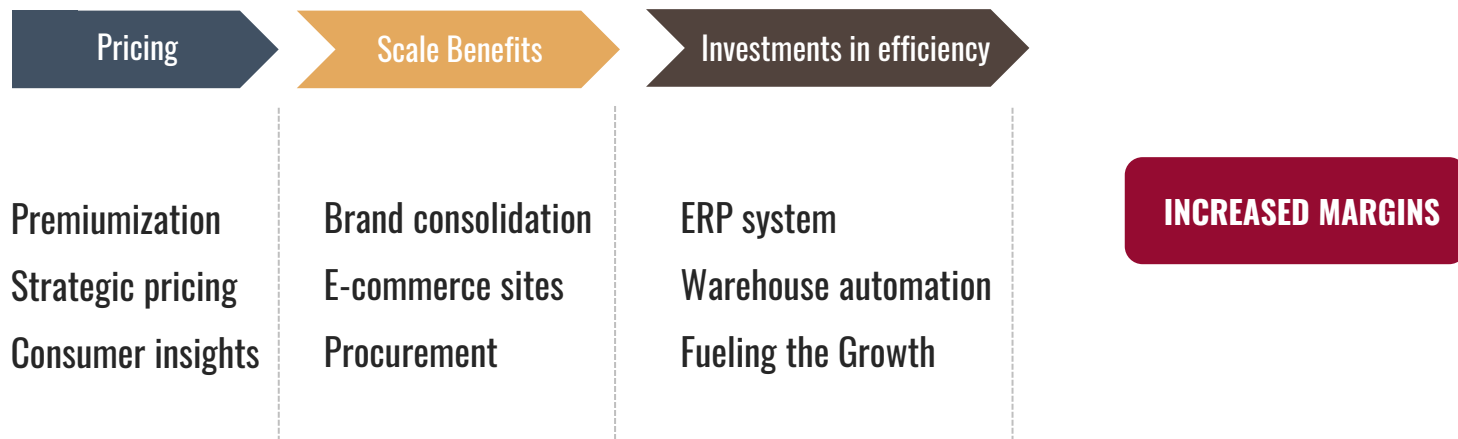 Pricing
Scale Benefits
Investments in efficiency
Premiumization
Strategic pricing
Consumer insights
Brand consolidation
E-commerce sites
Procurement
ERP system
Warehouse automation
Fueling the Growth
INCREASED MARGINS